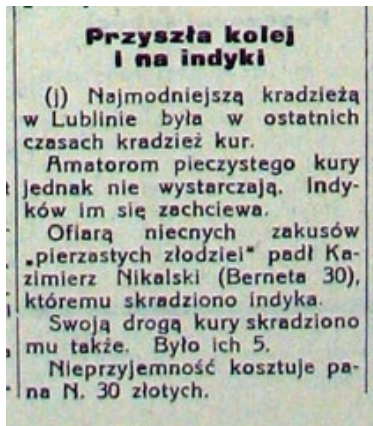 Przyszła kolej
i na indyki
(j) Najmodniejszą kradzieżą
w Lublinie była w ostatnich
czasach kradzież kur.
Amatorom pieczystego kury
jednak nie wystarczają. Indy-
ków im się zachciewa.
Ofiarą niecnych zakusów
„pierzastych złodziei" padł Ka-
zimierz Nikalski (Berneta 30),
któremu skradziono indyka.
Swoją drogą kury skradziono
mu także. Było ich 5.
Nieprzyjemność kosztuje pa-
na N. 30 złotych.